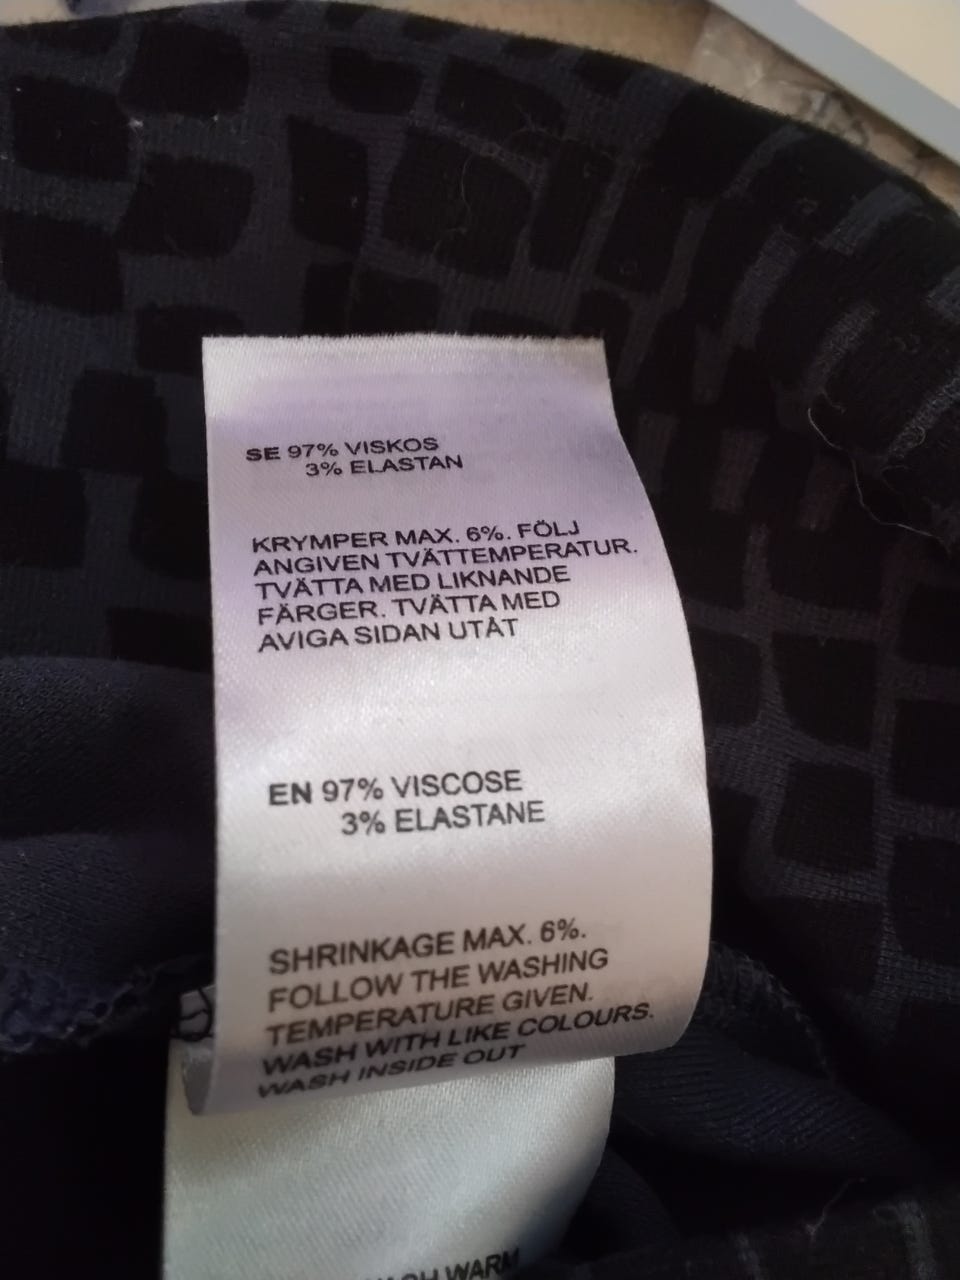 SE 97% VISKOS
3% ELASTAN
KRYMPER MAX. 6%. FÖLJ
ANGIVEN TVÄTTEMPERATUR.
TVÄTTA MED LIKNANDE
FÄRGER. TVÄTTA MED
AVIGA SIDAN UTÅT
EN 97% VISCOSE
3% ELASTANE
SHRINKAGE MAX. 6%.
FOLLOW THE WASHING
TEMPERATURE GIVEN.
WASH WITH LIKE COLOURS.
WASH INSIDE OUT
WARM